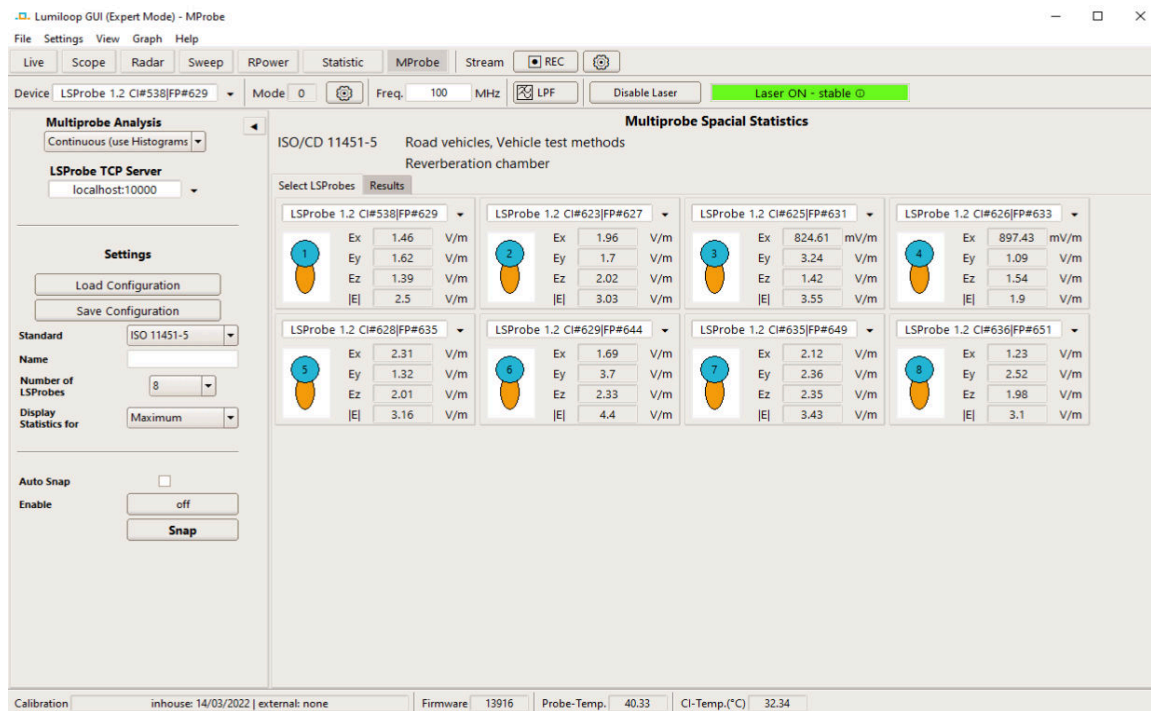 Lumiloop GUI (Expert Mode) - MProbe
File Settings View Graph Help
Live Scope Radar Sweep RPower Statistic MProbe Stream REC
Device LSProbe 1.2 CI#538|FP#629 Mode 0 Freq. 100 MHz LPF Disable Laser Laser ON - stable
Multiprobe Analysis
Continuous (use Histograms
LSProbe TCP Server
localhost:10000
Settings
Load Configuration
Save Configuration
Standard ISO 11451-5
Name
Number of
LSProbes 8
Display
Statistics for Maximum
Auto Snap
Enable off
Snap
Multiprobe Spacial Statistics
ISO/CD 11451-5 Road vehicles, Vehicle test methods
Reverberation chamber
Select LSProbes Results
LSProbe 1.2 CI#538|FP#629
1
Ex 1.46 V/m
Ey 1.62 V/m
Ez 1.39 V/m
|E| 2.5 V/m
LSProbe 1.2 CI#623|FP#627
2
Ex 1.96 V/m
Ey 1.7 V/m
Ez 2.02 V/m
|E| 3.03 V/m
LSProbe 1.2 CI#625|FP#631
3
Ex 824.61 mV/m
Ey 3.24 V/m
Ez 1.42 V/m
|E| 3.55 V/m
LSProbe 1.2 CI#626|FP#633
4
Ex 897.43 mV/m
Ey 1.09 V/m
Ez 1.54 V/m
|E| 1.9 V/m
LSProbe 1.2 CI#628|FP#635
5
Ex 2.31 V/m
Ey 1.32 V/m
Ez 2.01 V/m
|E| 3.16 V/m
LSProbe 1.2 CI#629|FP#644
6
Ex 1.69 V/m
Ey 3.7 V/m
Ez 2.33 V/m
|E| 4.4 V/m
LSProbe 1.2 CI#635|FP#649
7
Ex 2.12 V/m
Ey 2.36 V/m
Ez 2.35 V/m
|E| 3.43 V/m
LSProbe 1.2 CI#636|FP#651
8
Ex 1.23 V/m
Ey 2.52 V/m
Ez 1.98 V/m
|E| 3.1 V/m
Calibration inhouse: 14/03/2022 | external: none Firmware 13916 Probe-Temp. 40.33 CI-Temp.(°C) 32.34